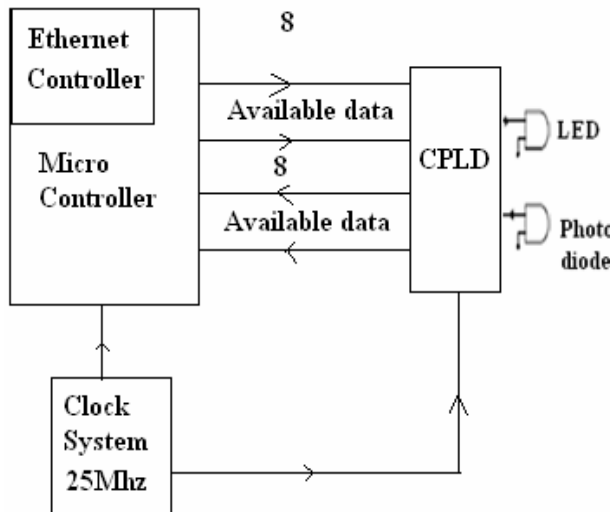 8
Ethernet
Controller
Available data
Micro
Controller
8
CPLD
LED
Available data
Photo
diode
Clock
System
25Mhz